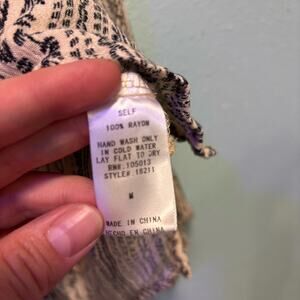 SELF
100% RAYON
HAND WASH ONLY
IN COLD WATER
LAY FLAT TO DRY
RN#.105013
STYLE#.18211
M
MADE IN CHINA
HECHO EN CHINA